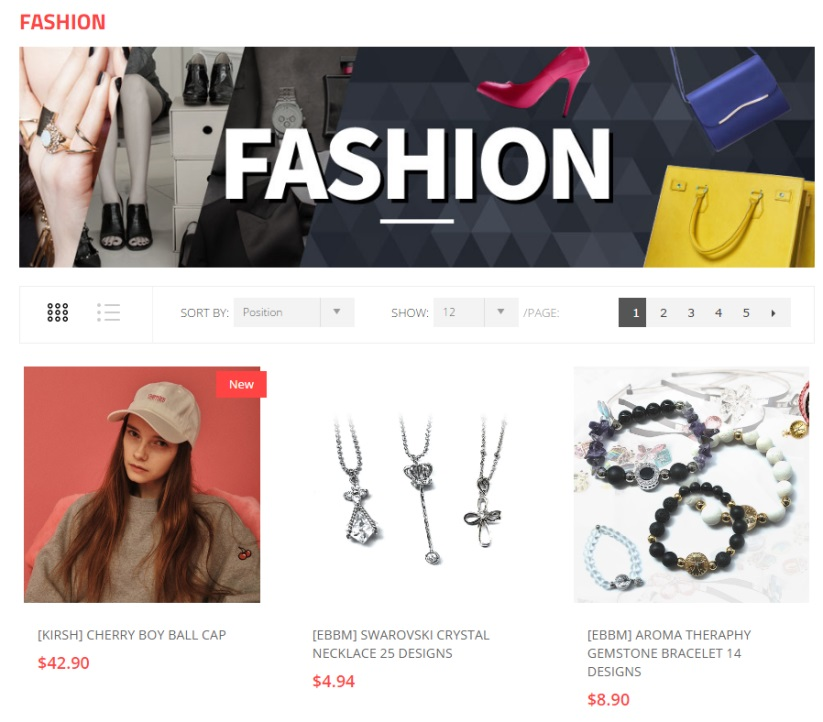 FASHION
FASHION
SORT BY: Position SHOW: 12 /PAGE: 1 2 3 4 5
New
[KIRSH] CHERRY BOY BALL CAP
$42.90
[EBBM] SWAROVSKI CRYSTAL
NECKLACE 25 DESIGNS
$4.94
[EBBM] AROMA THERAPHY
GEMSTONE BRACELET 14
DESIGNS
$8.90